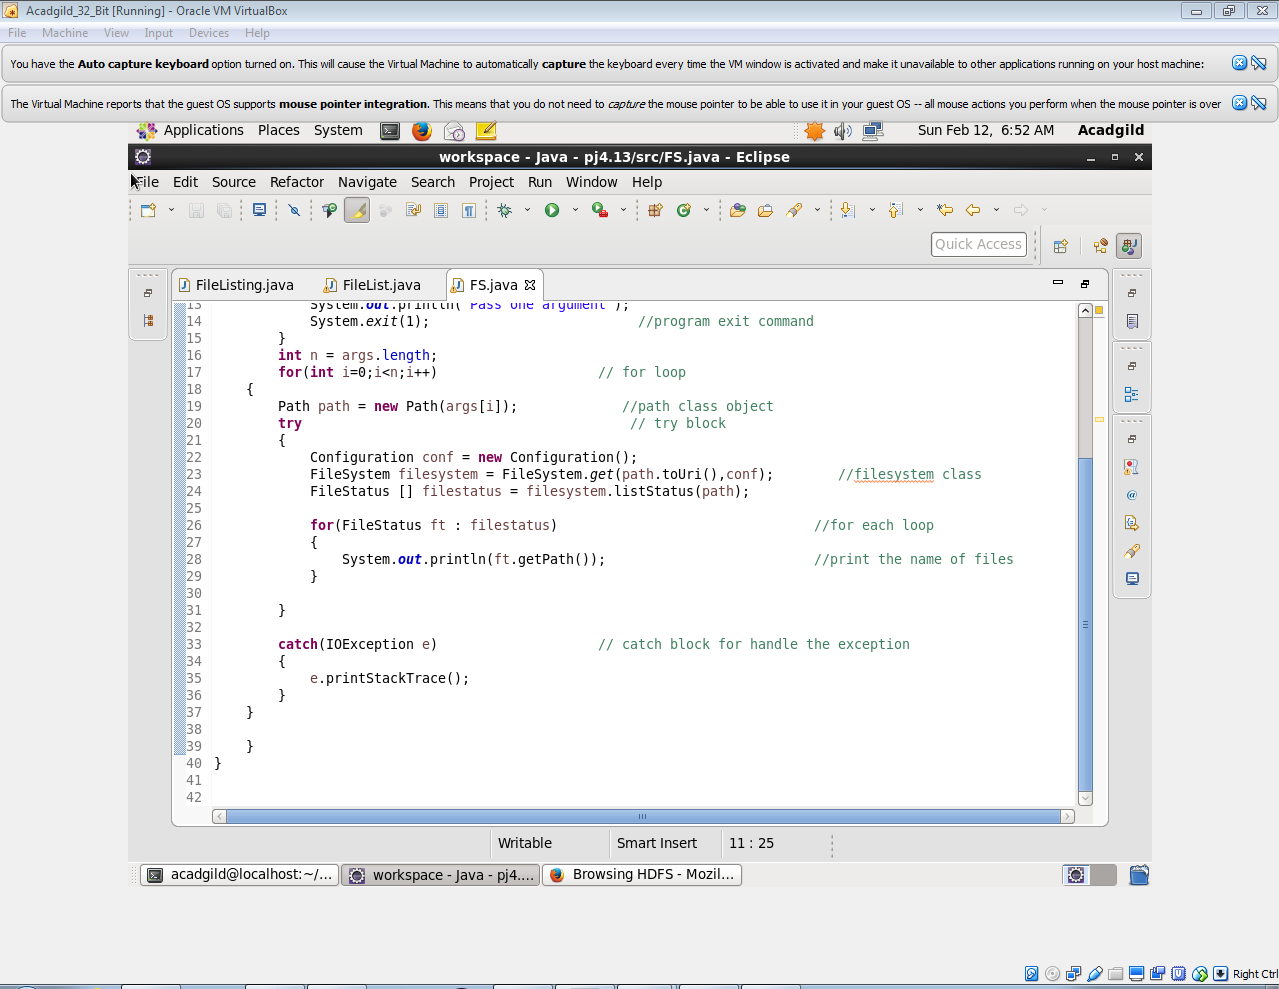 Acadgild_32_Bit [Running] - Oracle VM VirtualBox
File Machine View Input Devices Help
You have the Auto capture keyboard option turned on. This will cause the Virtual Machine to automatically capture the keyboard every time the VM window is activated and make it unavailable to other applications running on your host machine:
The Virtual Machine reports that the guest OS supports mouse pointer integration. This means that you do not need to capture the mouse pointer to be able to use it in your guest OS -- all mouse actions you perform when the mouse pointer is over
Applications Places System Sun Feb 12, 6:52 AM Acadgild
workspace - Java - pj4.13/src/FS.java - Eclipse
File Edit Source Refactor Navigate Search Project Run Window Help
Quick Access
FileListing.java FileList.java FS.java
13 System.out.println("Pass one argument");
14 System.exit(1); //program exit command
15 }
16 int n = args.length;
17 for(int i=0;i<n;i++) // for loop
18 {
19 Path path = new Path(args[i]); //path class object
20 try // try block
21 {
22 Configuration conf = new Configuration();
23 FileSystem filesystem = FileSystem.get(path.toUri(),conf); //filesystem class
24 FileStatus [] filestatus = filesystem.listStatus(path);
25
26 for(FileStatus ft : filestatus) //for each loop
27 {
28 System.out.println(ft.getPath()); //print the name of files
29 }
30
31 }
32
33 catch(IOException e) // catch block for handle the exception
34 {
35 e.printStackTrace();
36 }
37 }
38
39 }
40 }
41
42
Writable Smart Insert 11 : 25
acadgild@localhost:~/... workspace - Java - pj4.... Browsing HDFS - Mozil...
Right Ctrl